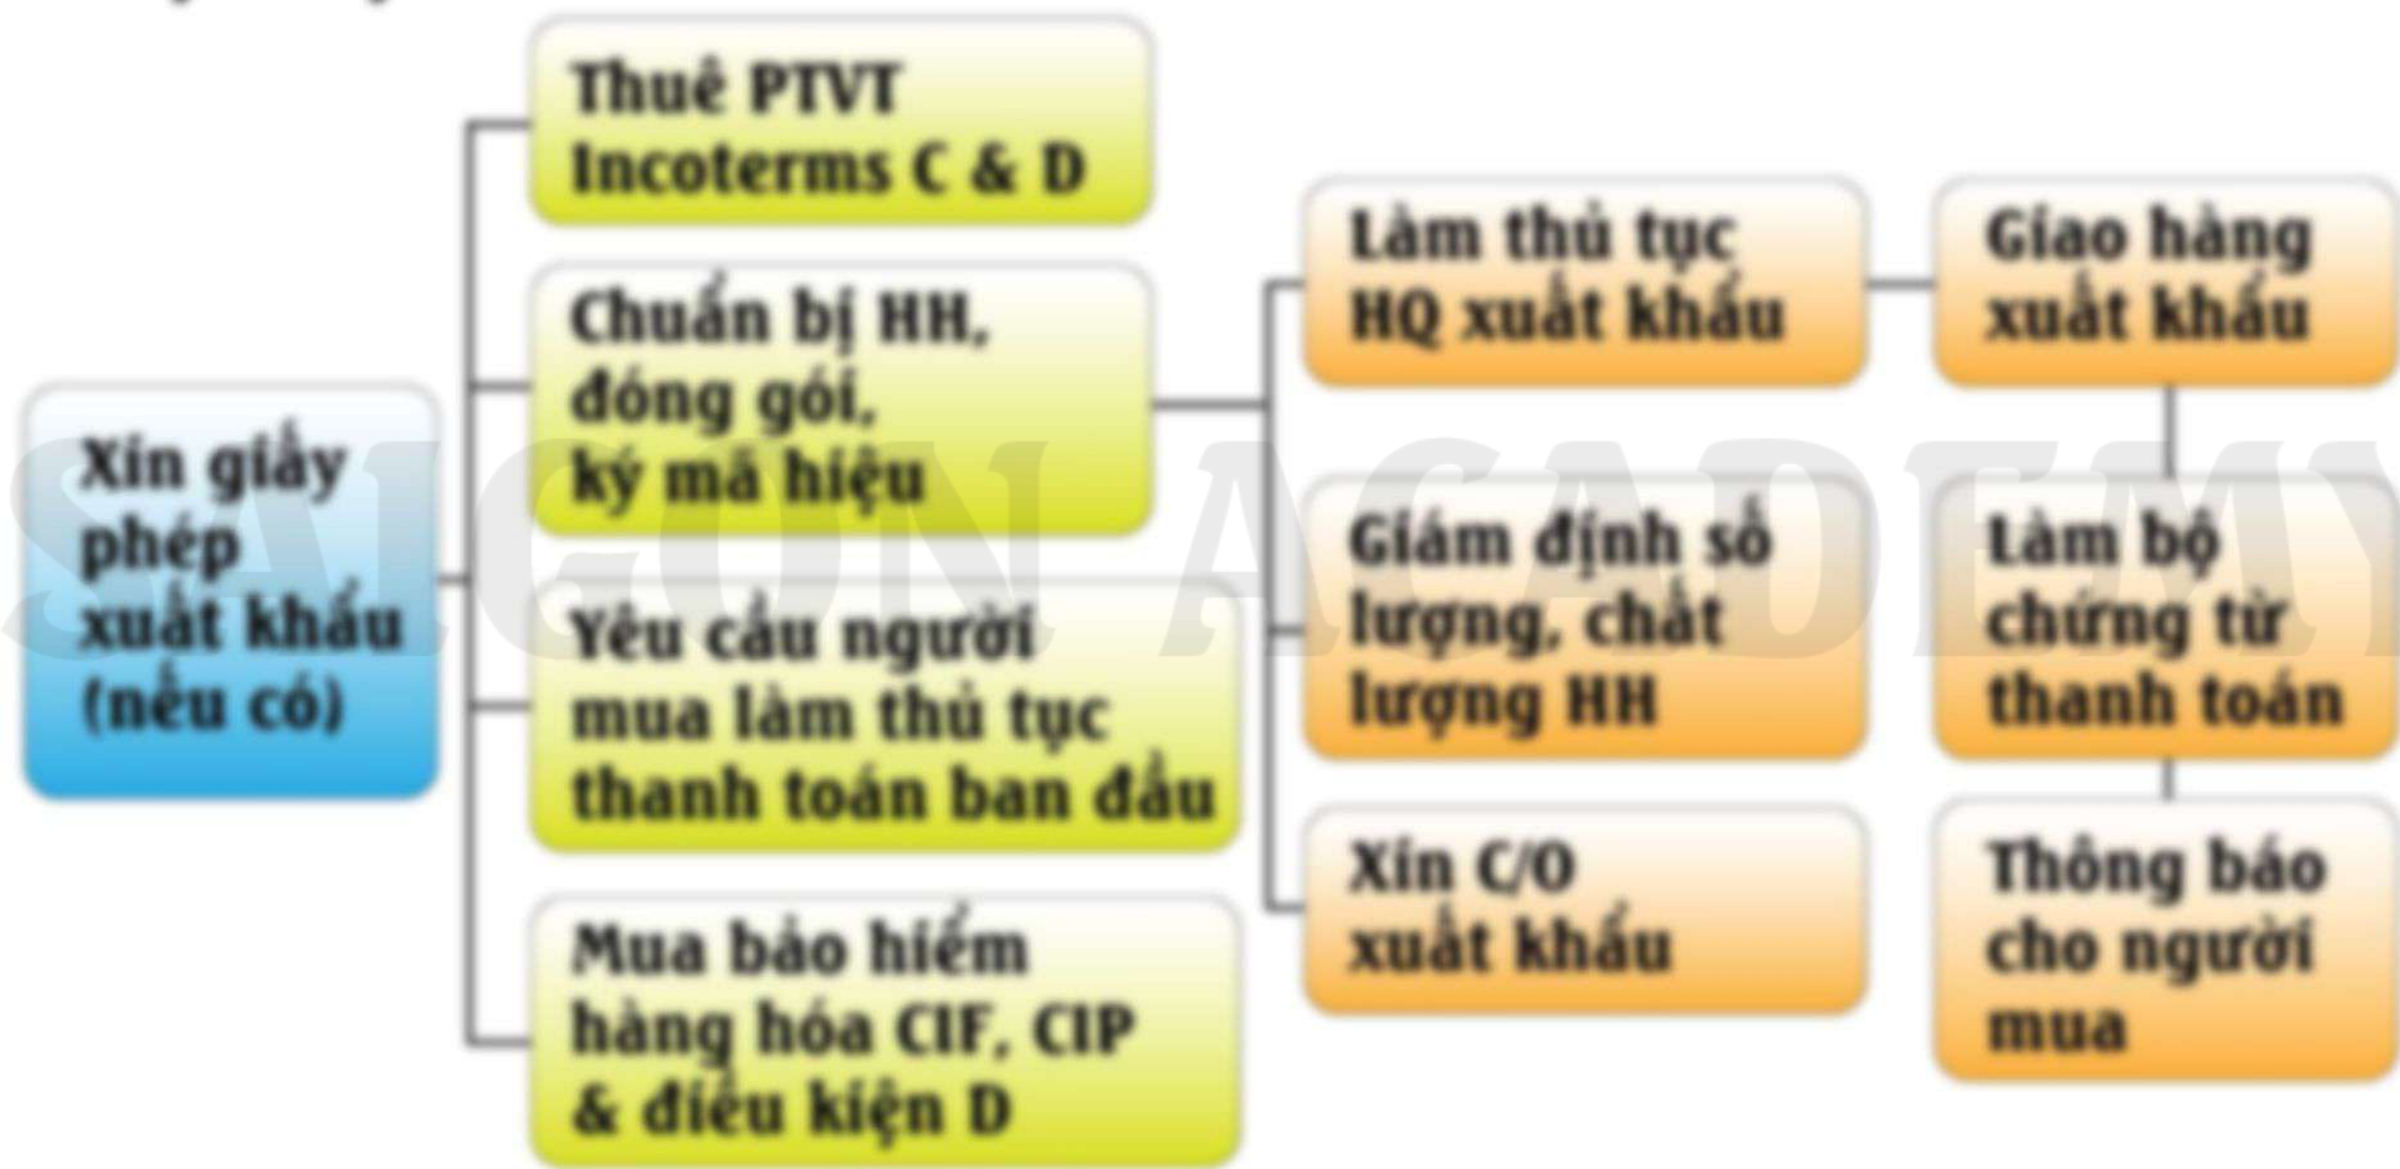 Thuê PTVT
Incoterms C & D
Chuẩn bị HH,
đóng gói,
ký mã hiệu
Yêu cầu người
mua làm thủ tục
thanh toán ban đầu
Mua bảo hiểm
hàng hóa CIF, CIP
& điều kiện D
Xin giấy
phép
xuất khẩu
(nếu có)
Làm thủ tục
HQ xuất khẩu
Giám định số
lượng, chất
lượng HH
Xin C/O
xuất khẩu
Giao hàng
xuất khẩu
Làm bộ
chứng từ
thanh toán
Thông báo
cho người
mua
SAIGON ACADEMY